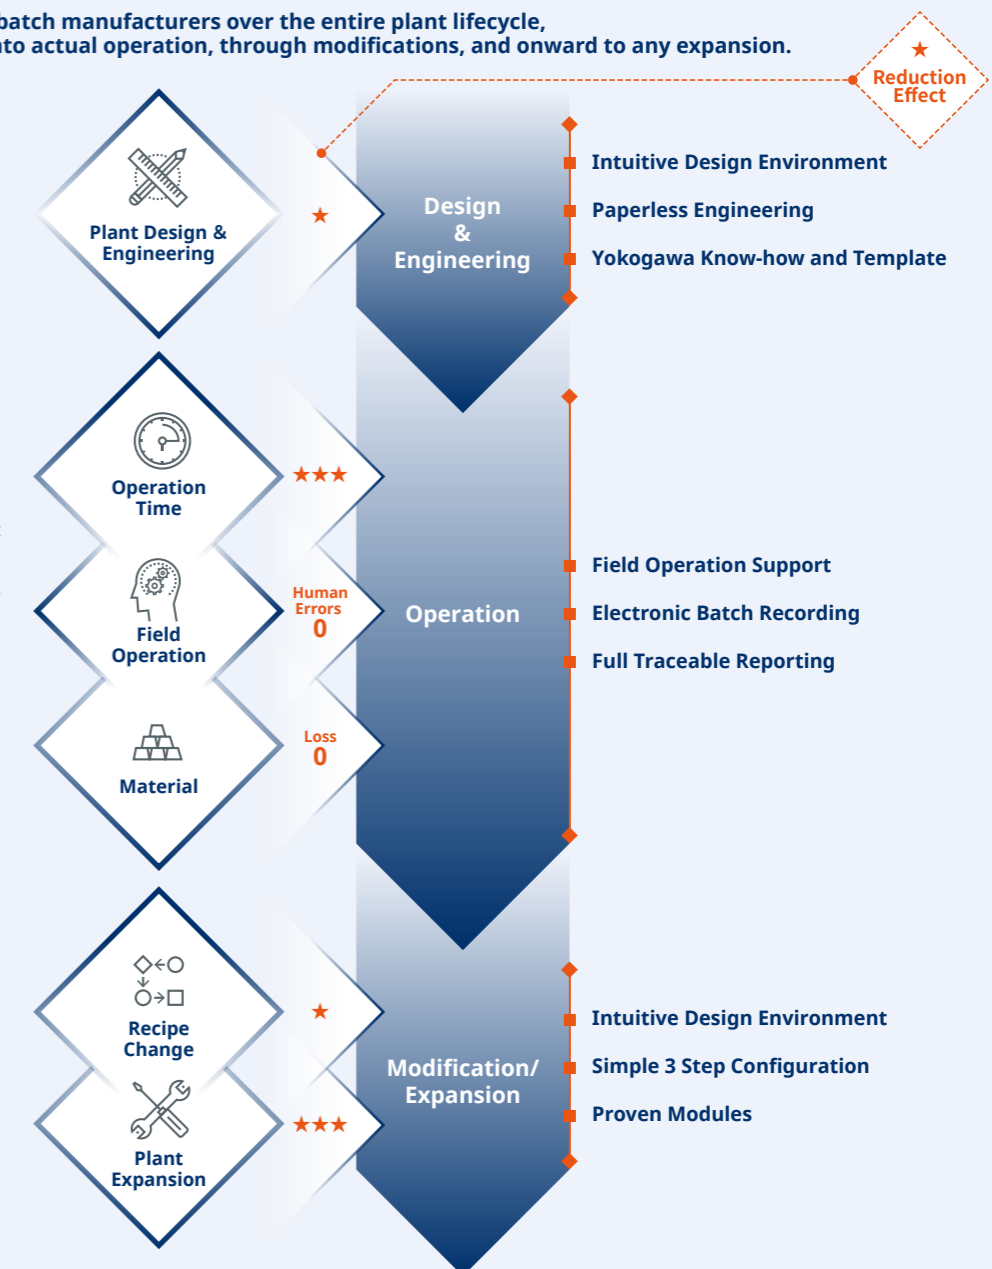 batch manufacturers over the entire plant lifecycle,
nto actual operation, through modifications, and onward to any expansion.
★
Reduction
Effect
Plant Design &
Engineering
★
Design
&
Engineering
Intuitive Design Environment
Paperless Engineering
Yokogawa Know-how and Template
Operation
Time
★★★
Field
Operation
Human
Errors
0
Material
Loss
0
Operation
Field Operation Support
Electronic Batch Recording
Full Traceable Reporting
Recipe
Change
★
Plant
Expansion
★★★
Modification/
Expansion
Intuitive Design Environment
Simple 3 Step Configuration
Proven Modules